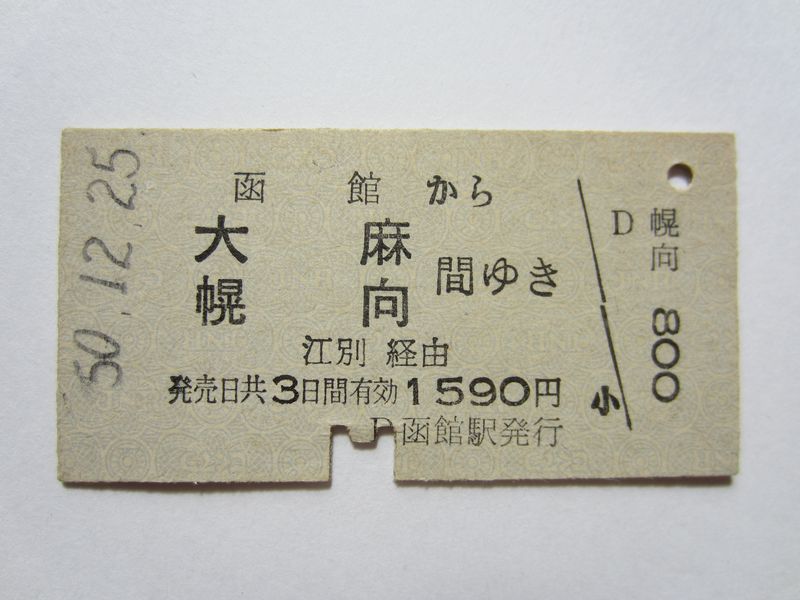 50.12.25
函館から
大麻
幌向
間ゆき
江別 経由
発売日共3日間有効1590円
D函館駅発行
小
D 幌向 800